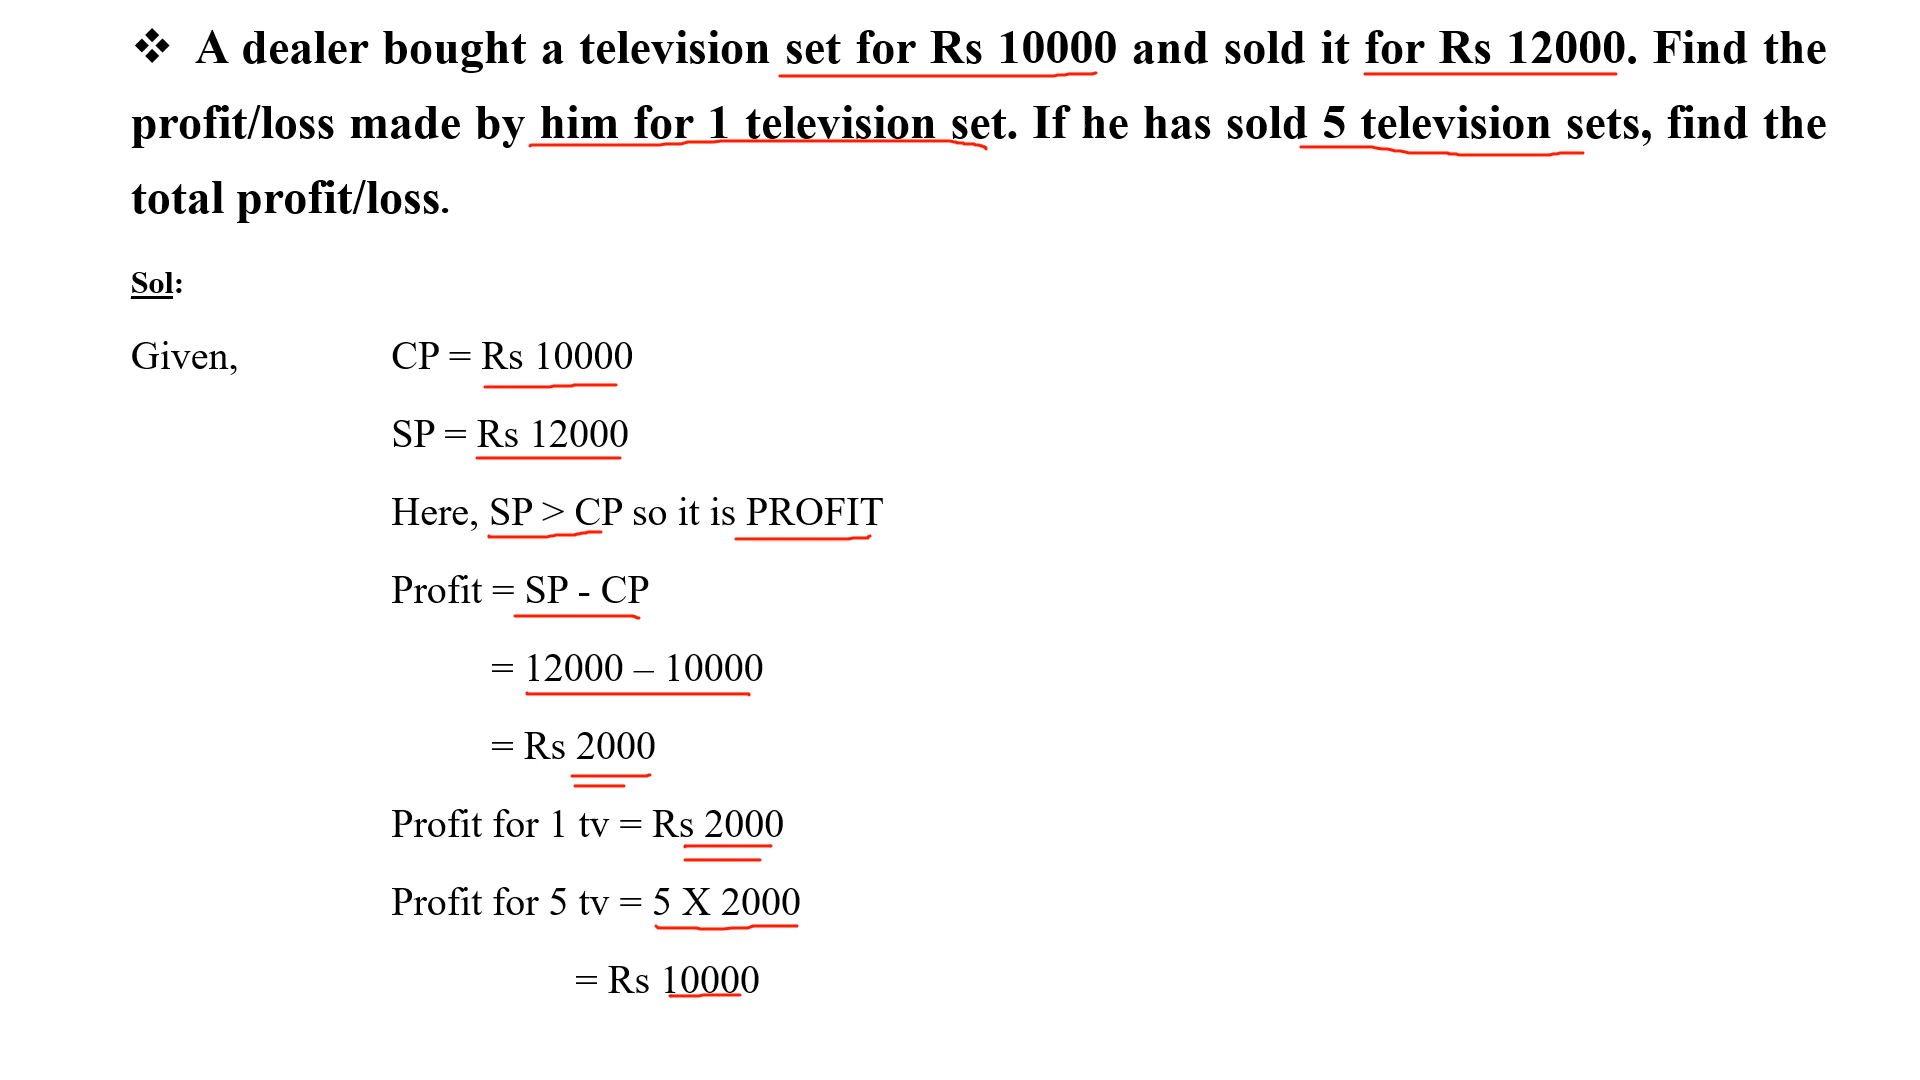 ❖ A dealer bought a television set for Rs 10000 and sold it for Rs 12000. Find the
profit/loss made by him for 1 television set. If he has sold 5 television sets, find the
total profit/loss.
Sol:
Given, CP = Rs 10000
SP = Rs 12000
Here, SP > CP so it is PROFIT
Profit = SP - CP
= 12000 – 10000
= Rs 2000
Profit for 1 tv = Rs 2000
Profit for 5 tv = 5 X 2000
= Rs 10000